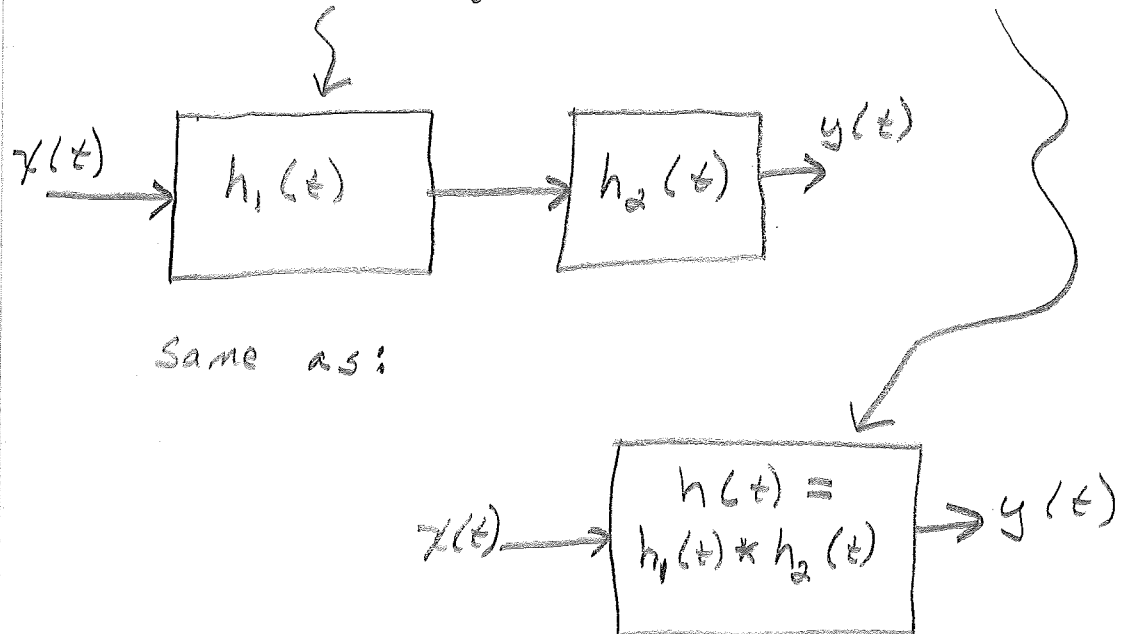 x(t)
h₁(t)
h₂(t)
y(t)
Same as:
x(t)
h(t) =
h₁(t) * h₂(t)
y(t)